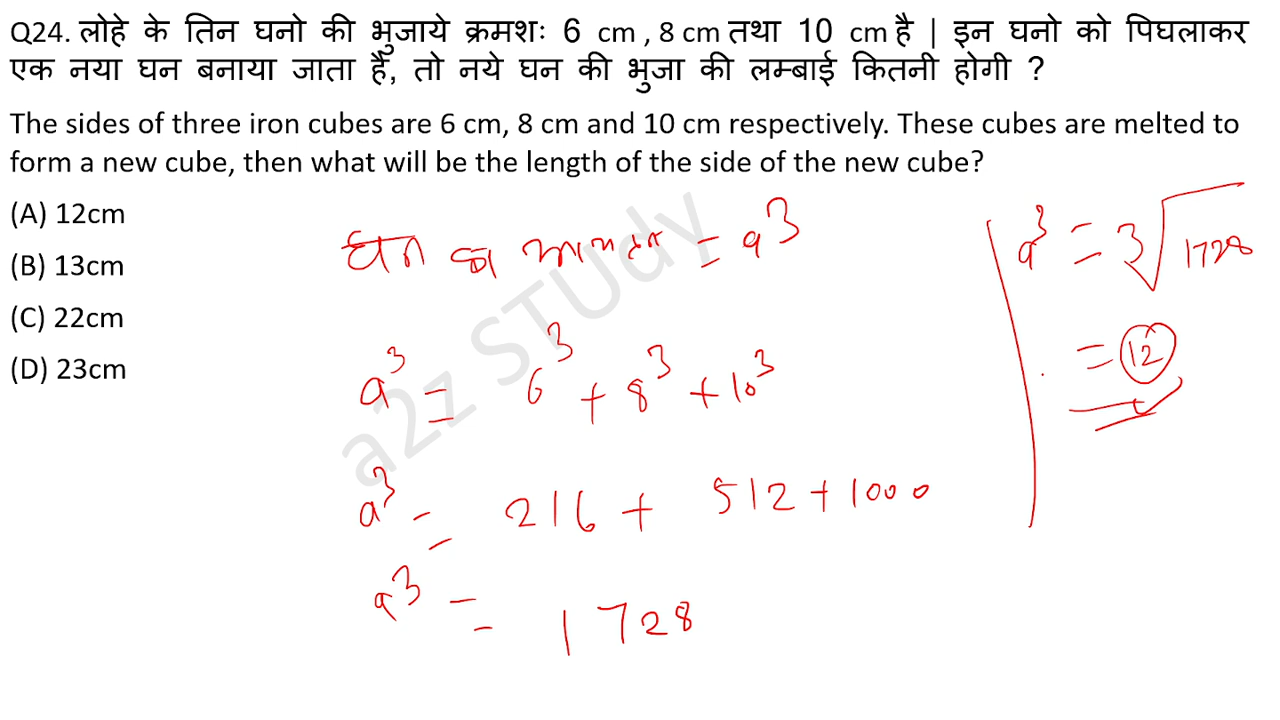 Q24. लोहे के तिन घनो की भुजाये क्रमशः 6 cm , 8 cm तथा 10 cm है | इन घनो को पिघलाकर
एक नया घन बनाया जाता है, तो नये घन की भुजा की लम्बाई कितनी होगी ?
The sides of three iron cubes are 6 cm, 8 cm and 10 cm respectively. These cubes are melted to
form a new cube, then what will be the length of the side of the new cube?
(A) 12cm
(B) 13cm
(C) 22cm
(D) 23cm
घन का आयतन = a³
a³ = 6³ + 8³ + 10³
a³ = 216 + 512 + 1000
a³ = 1728
a³ = 3√1728
= 12
a2z STUdy